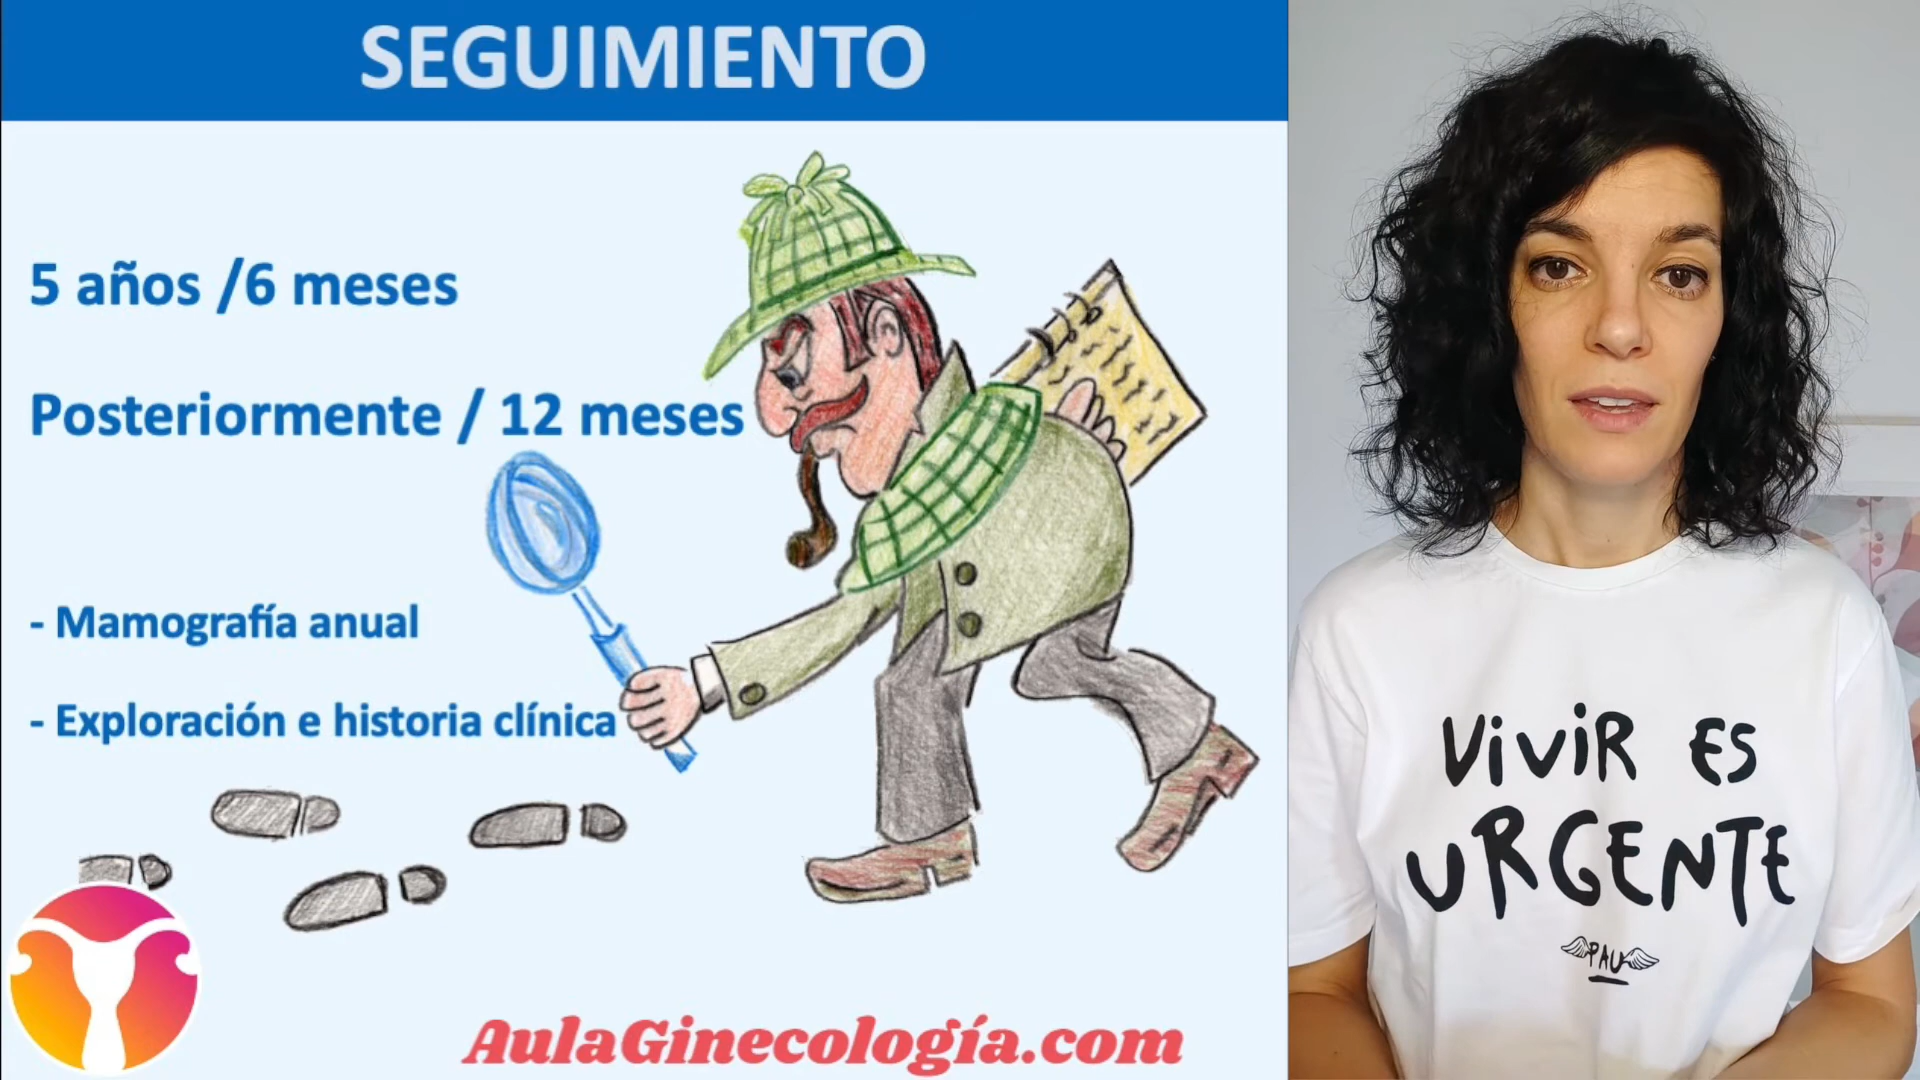 SEGUIMIENTO
5 años /6 meses
Posteriormente / 12 meses
- Mamografía anual
- Exploración e historia clínica
AulaGinecología.com
ViViR ES
URGENTE
PAU